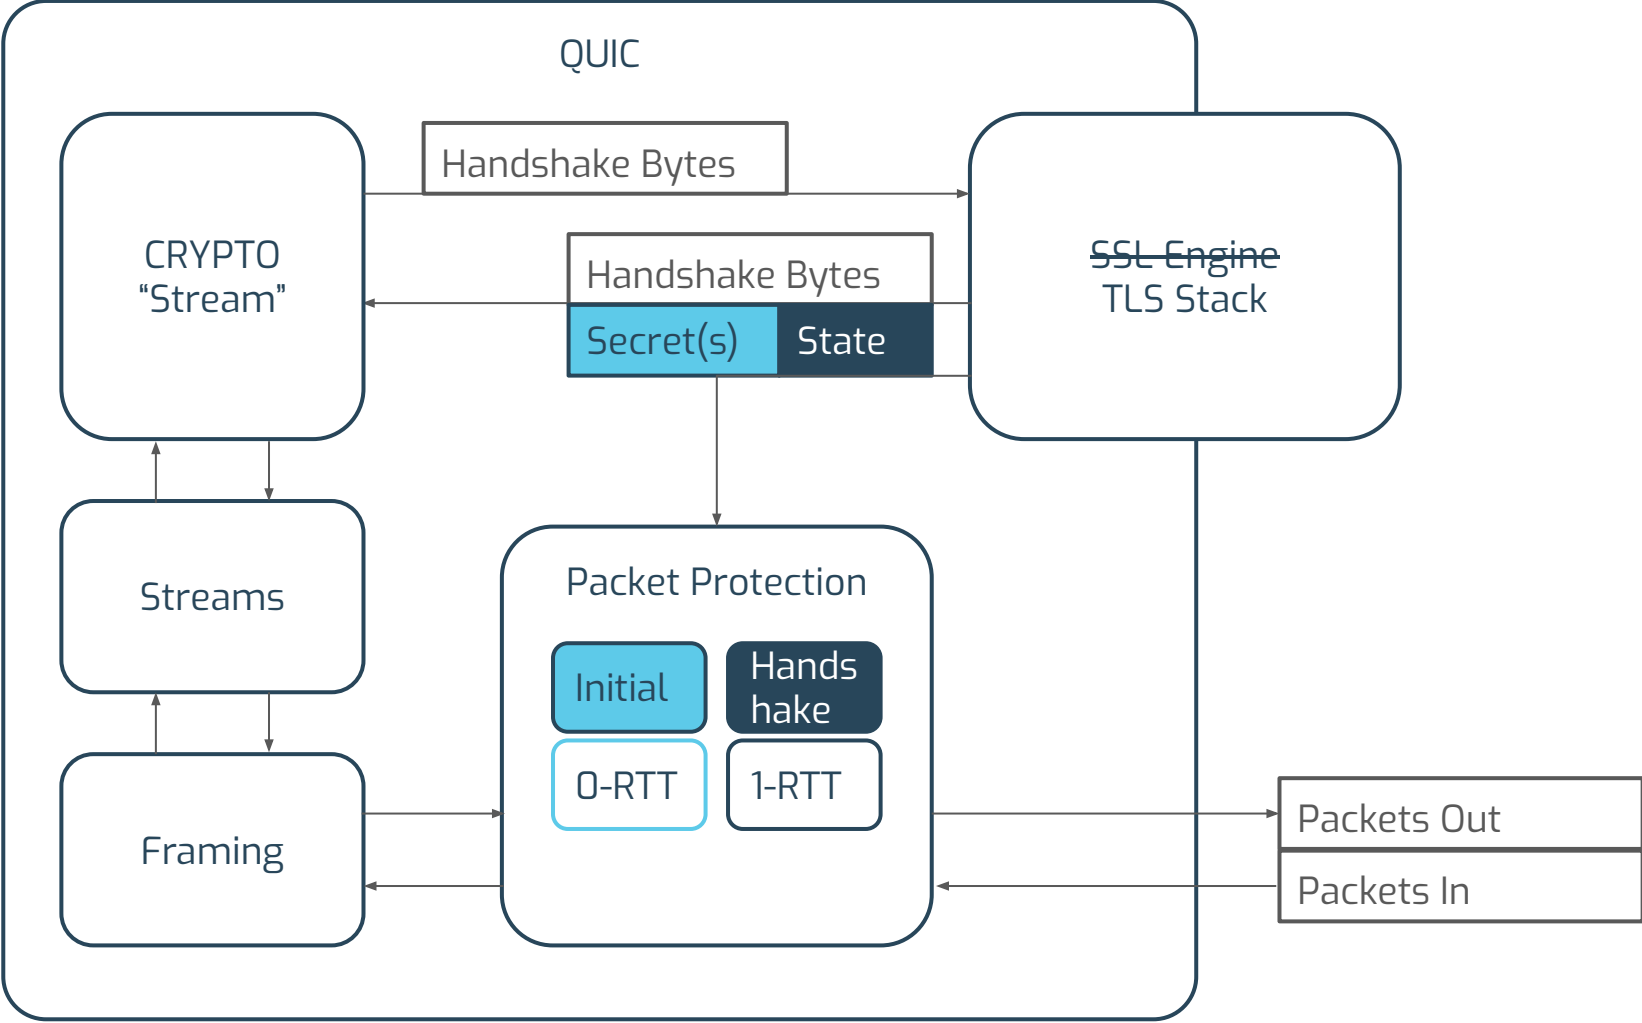 QUIC
Handshake Bytes
CRYPTO
“Stream”
Handshake Bytes
Secret(s)
State
SSL Engine
TLS Stack
Streams
Packet Protection
Initial
Hands
hake
0-RTT
1-RTT
Framing
Packets Out
Packets In